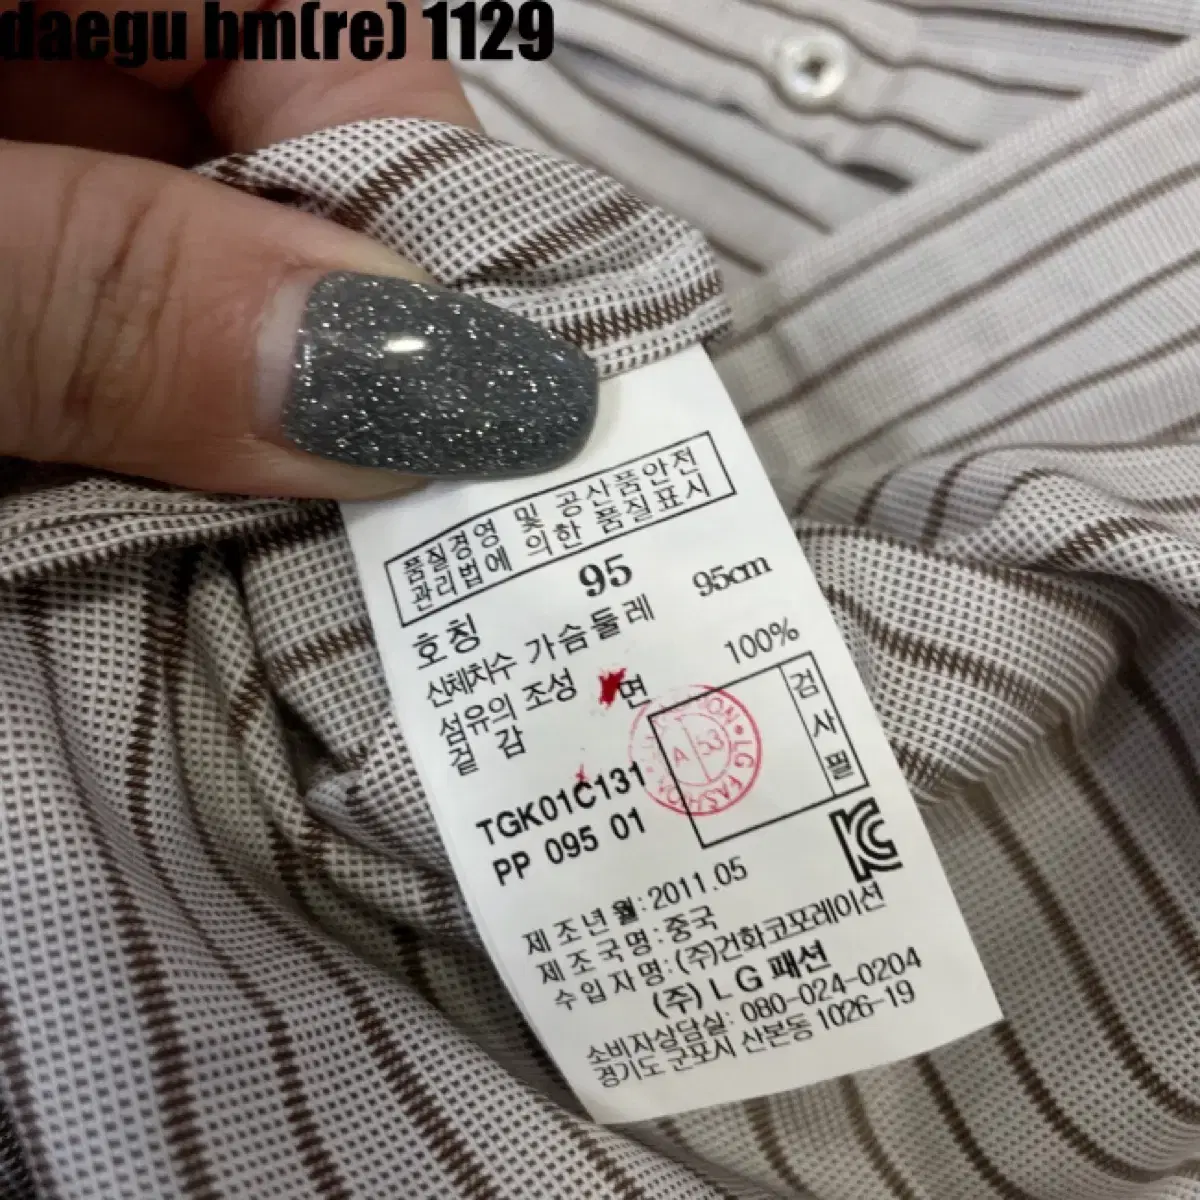 daegu hm(re) 1129
품질경영 및 공산품안전
관리법에 의한 품질표시
호칭 95
신체치수 가슴둘레 95cm
섬유의 조성 면 100%
겉감
검사필
LG FASHION
A 53
TGK01C131
PP 095 01
제조년월:2011.05
제조국명:중국
수입자명:(주)건화코포레이션
(주)LG패션
소비자상담실: 080-024-0204
경기도 군포시 산본동 1026-19